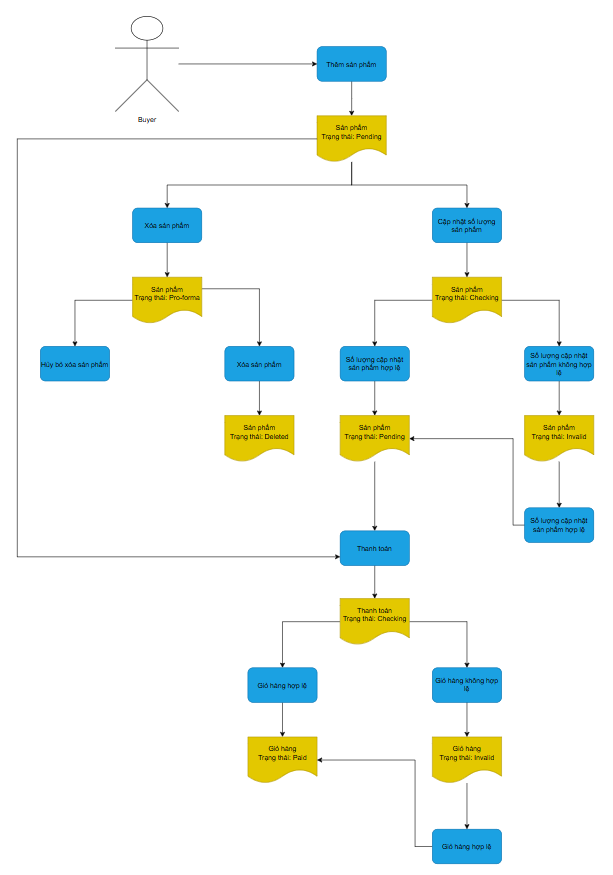 Thêm sản phẩm
Buyer
Sản phẩm
Trạng thái: Pending
Xóa sản phẩm
Cập nhật số lượng
sản phẩm
Sản phẩm
Trạng thái: Pro-forma
Sản phẩm
Trạng thái: Checking
Hủy bỏ xóa sản phẩm
Xóa sản phẩm
Số lượng cập nhật
sản phẩm hợp lệ
Số lượng cập nhật
sản phẩm không hợp
lệ
Sản phẩm
Trạng thái: Deleted
Sản phẩm
Trạng thái: Pending
Sản phẩm
Trạng thái: Invalid
Số lượng cập nhật
sản phẩm hợp lệ
Thanh toán
Thanh toán
Trạng thái: Checking
Giỏ hàng hợp lệ
Giỏ hàng không hợp
lệ
Giỏ hàng
Trạng thái: Paid
Giỏ hàng
Trạng thái: Invalid
Giỏ hàng hợp lệ